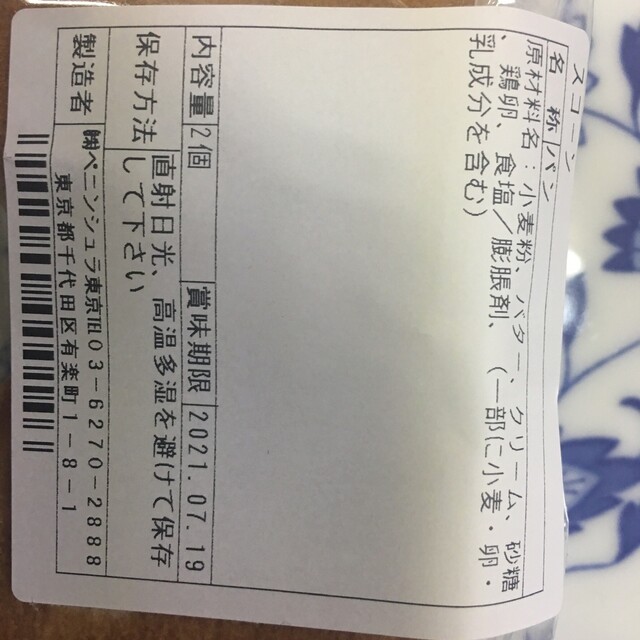 スコーン
名 称 パン
原材料名:小麦粉、バター、クリーム、砂糖
、鶏卵、食塩/膨脹剤、(一部に小麦・卵・
乳成分を含む)
内容量 2個 賞味期限 2021.07.19
保存方法 直射日光、高温多湿を避けて保存
して下さい
製造者 ㈱ペニンシュラ東京℡03-6270-2888
東京都千代田区有楽町1-8-1